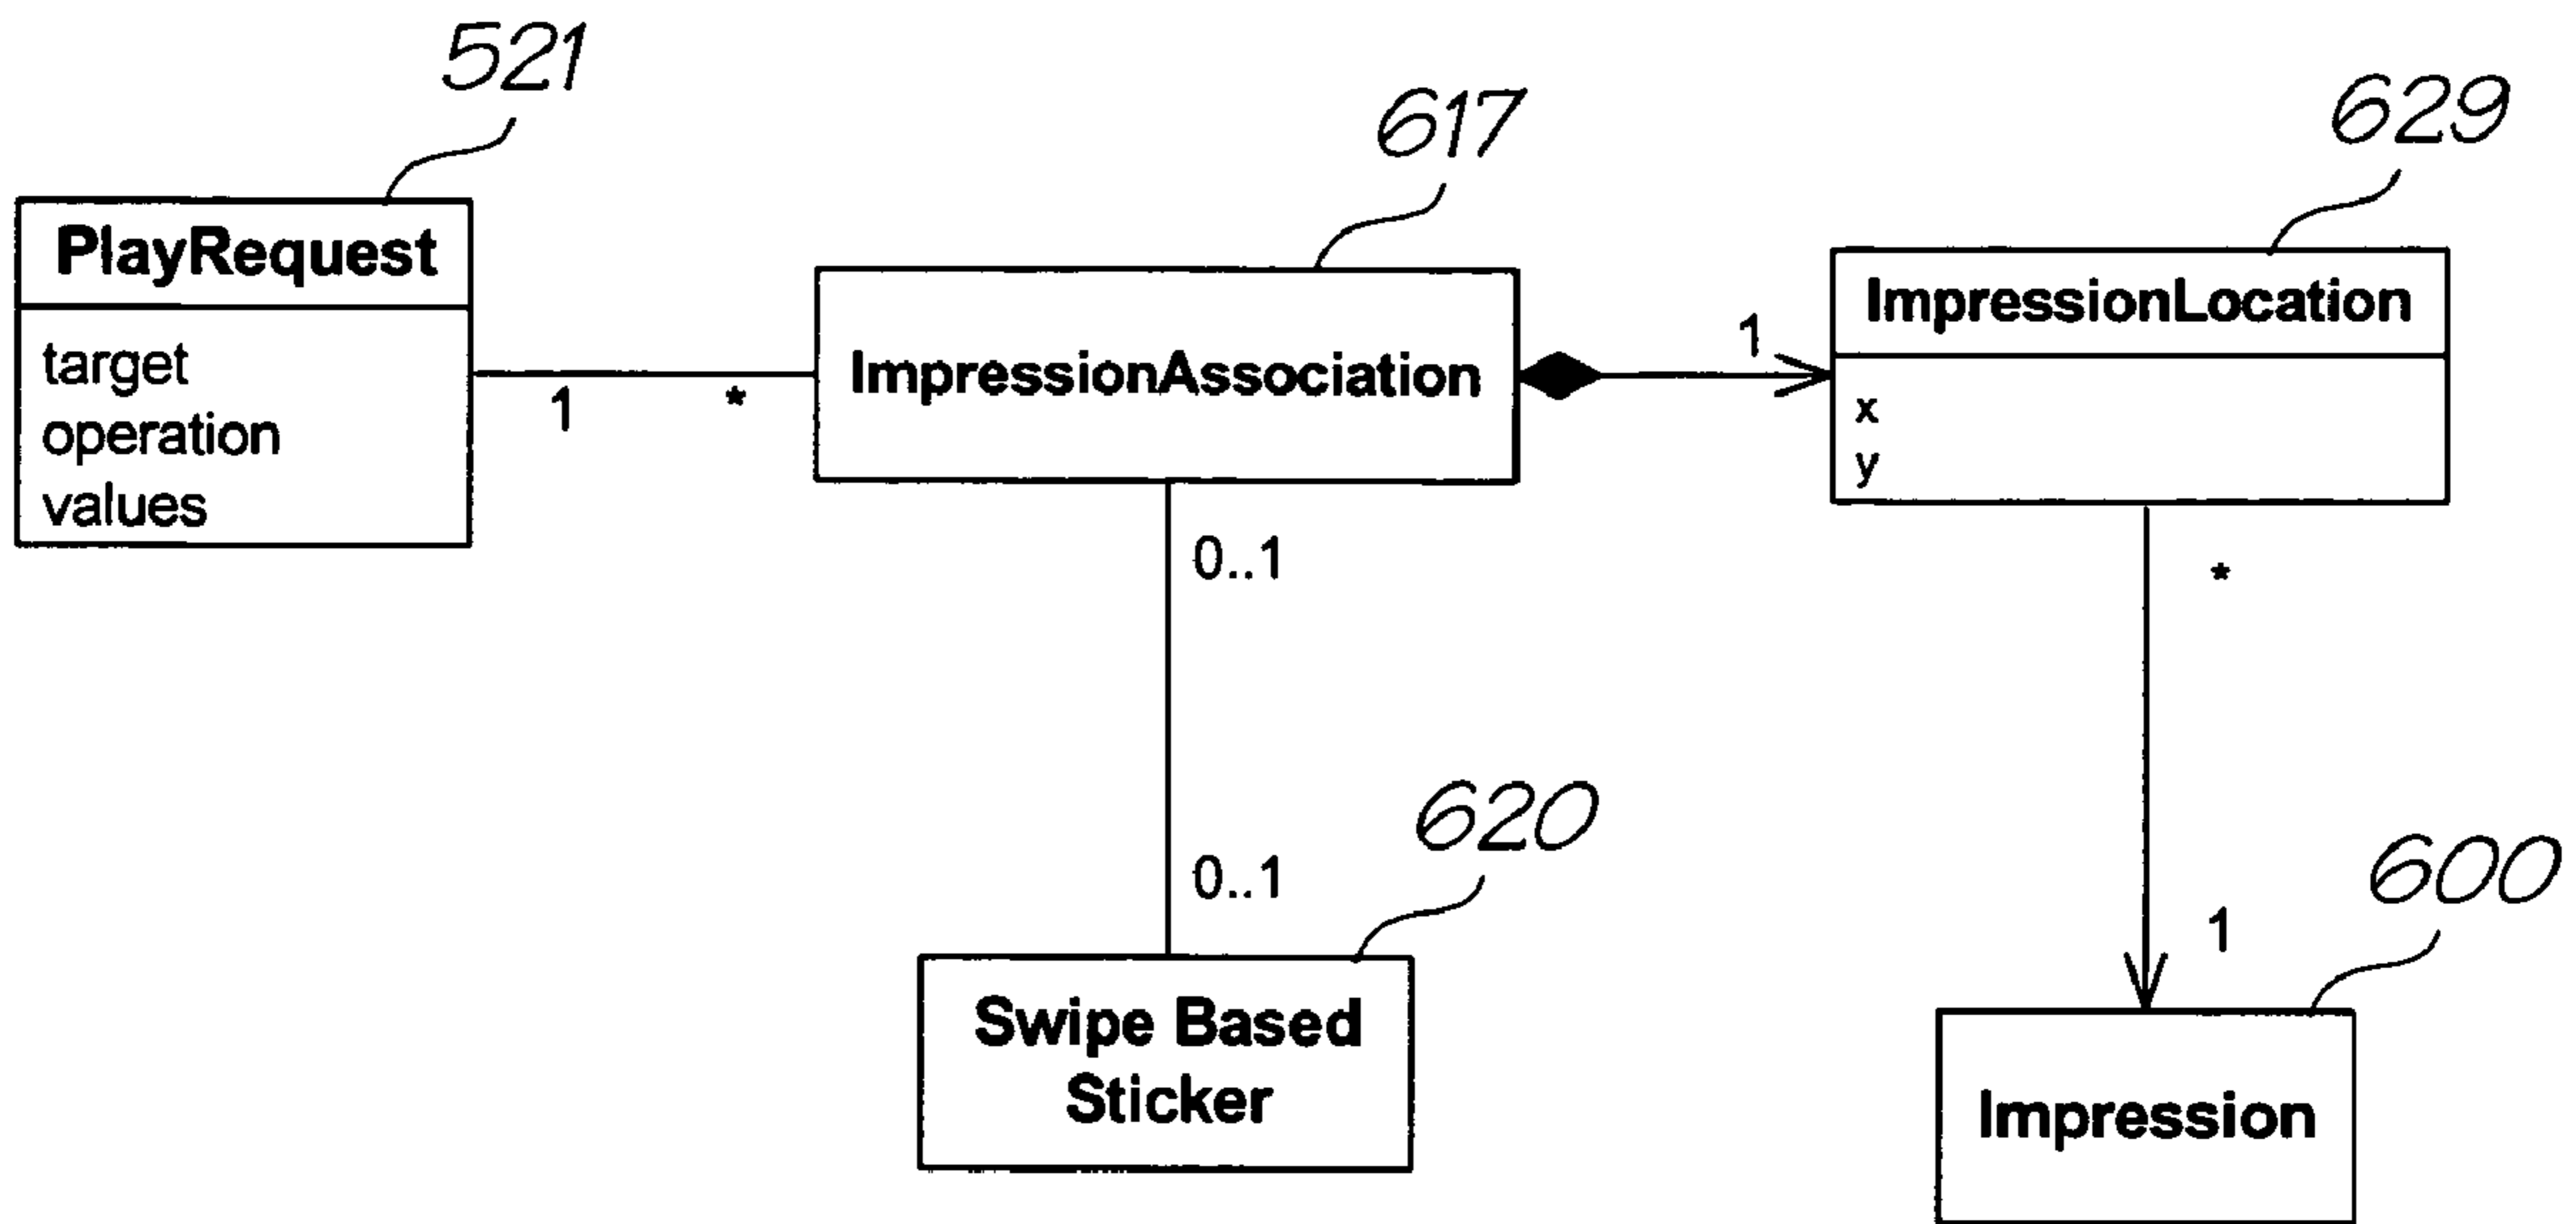 521
617
629
PlayRequest
target
operation
values
1
*
ImpressionAssociation
1
ImpressionLocation
x
y
0..1
0..1
*
1
620
Swipe Based
Sticker
600
Impression